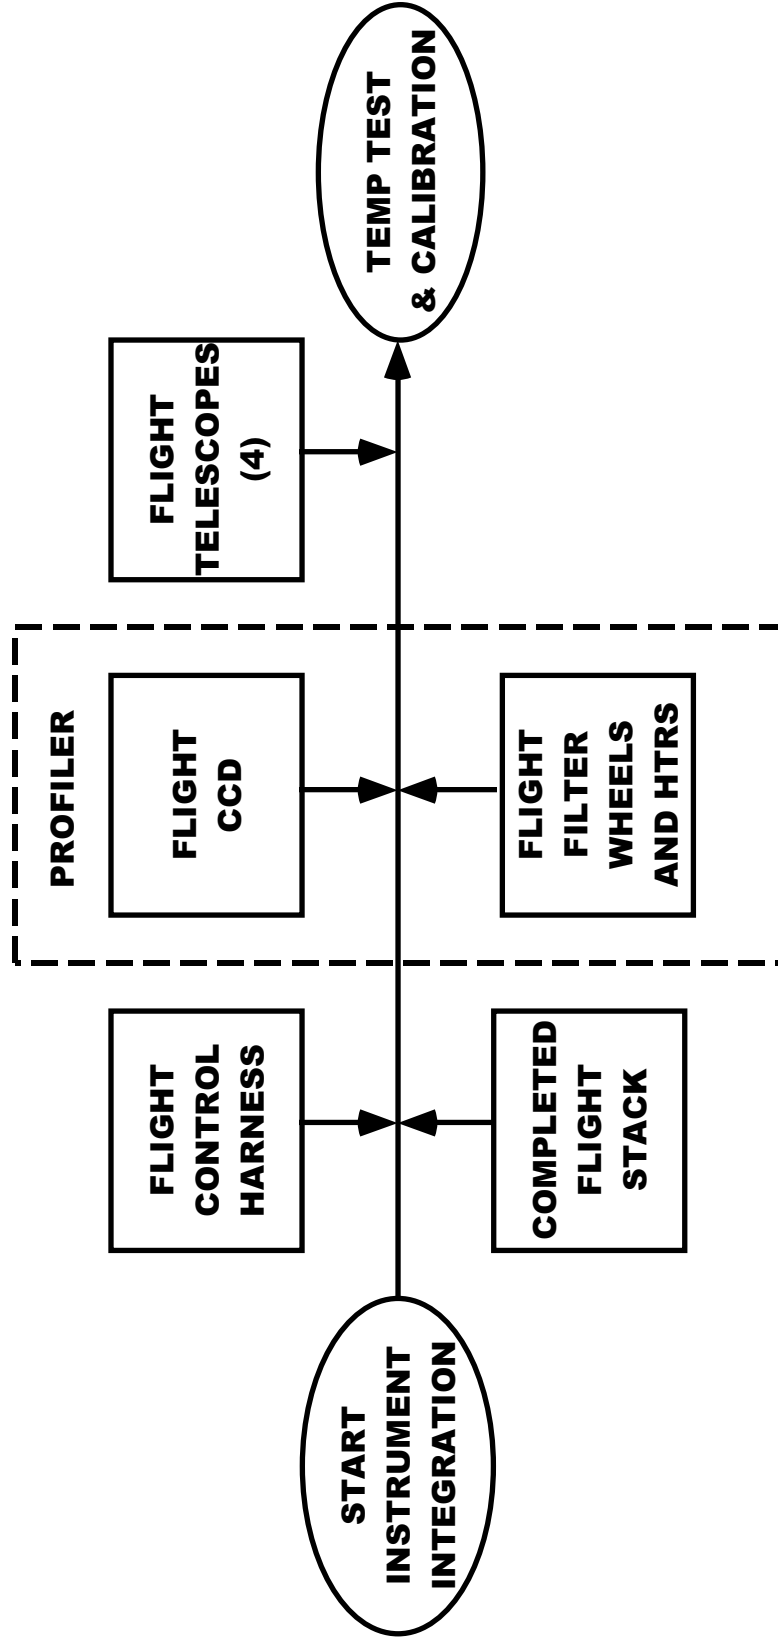 START
INSTRUMENT
INTEGRATION
FLIGHT
CONTROL
HARNESS
COMPLETED
FLIGHT
STACK
PROFILER
FLIGHT
CCD
FLIGHT
FILTER
WHEELS
AND HTRS
FLIGHT
TELESCOPES
(4)
TEMP TEST
& CALIBRATION